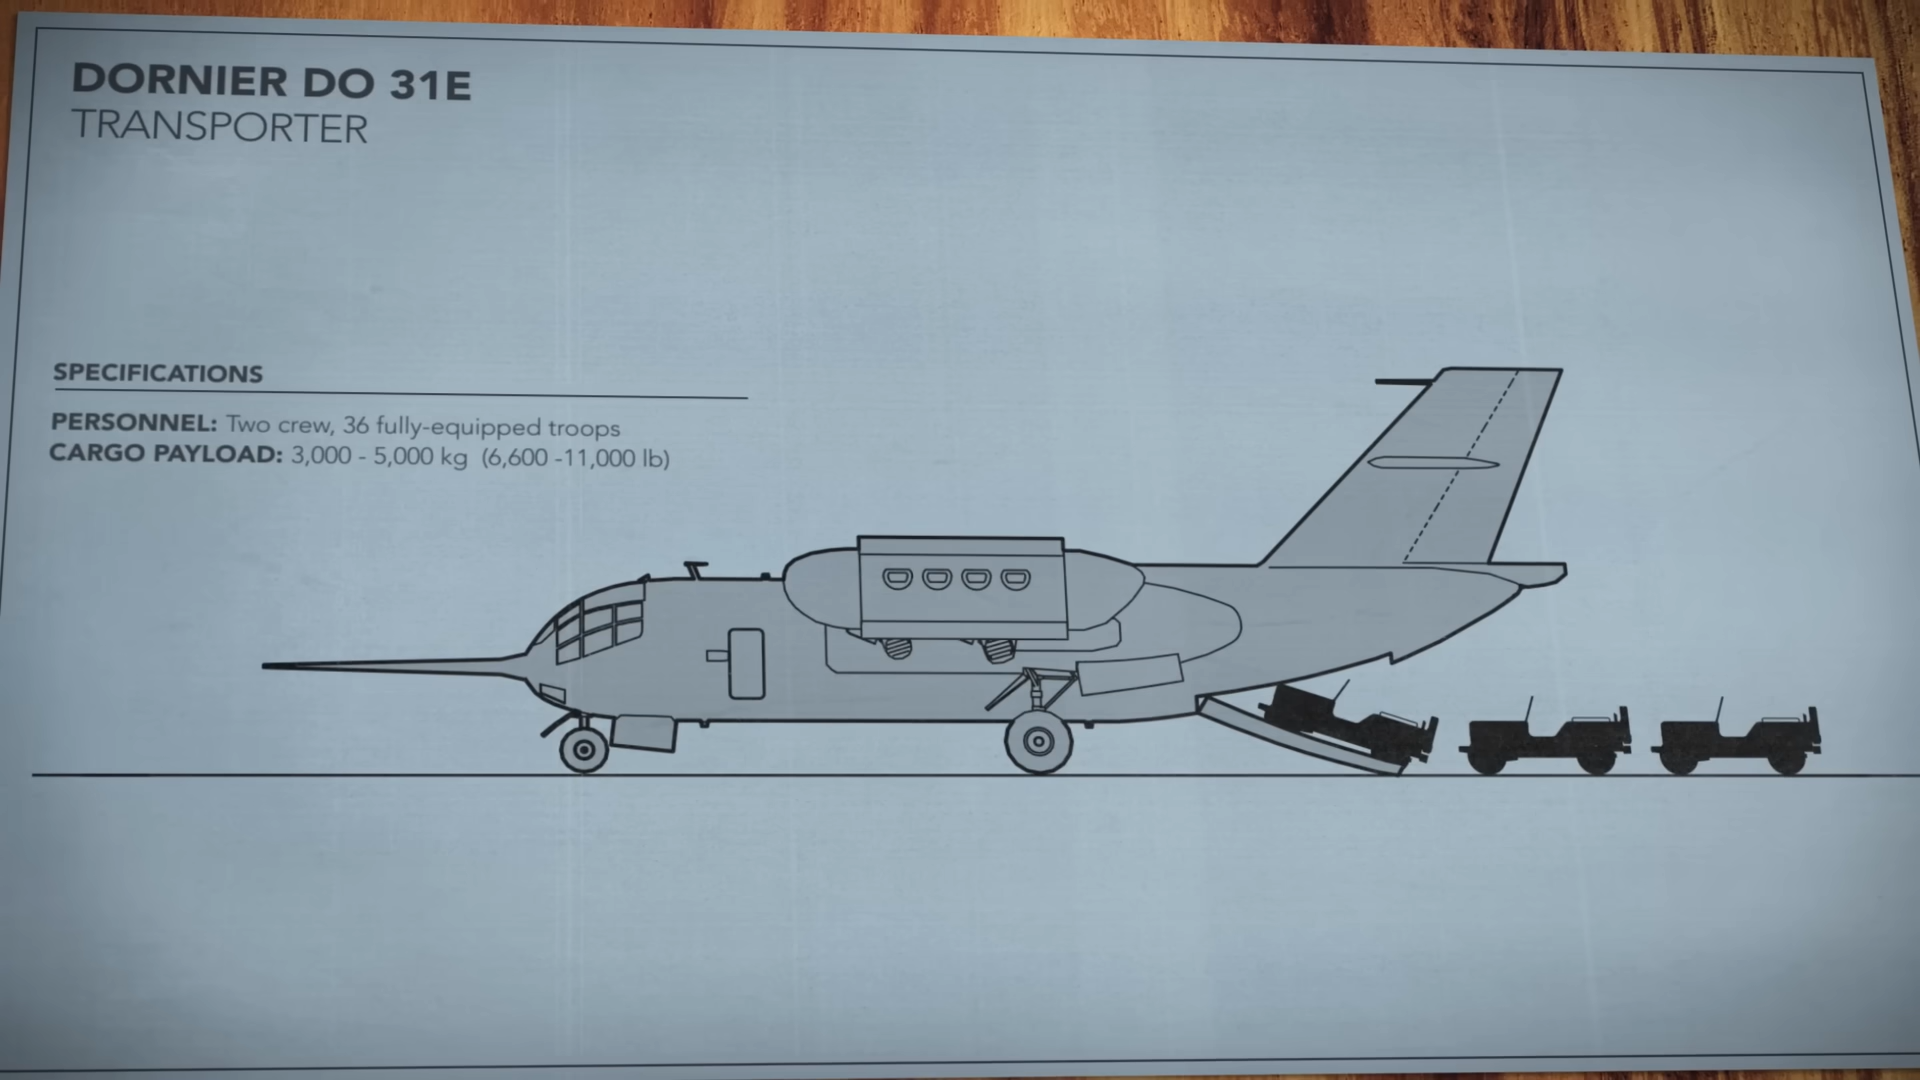 DORNIER DO 31E
TRANSPORTER
SPECIFICATIONS
PERSONNEL: Two crew, 36 fully-equipped troops
CARGO PAYLOAD: 3,000 - 5,000 kg (6,600 -11,000 lb)